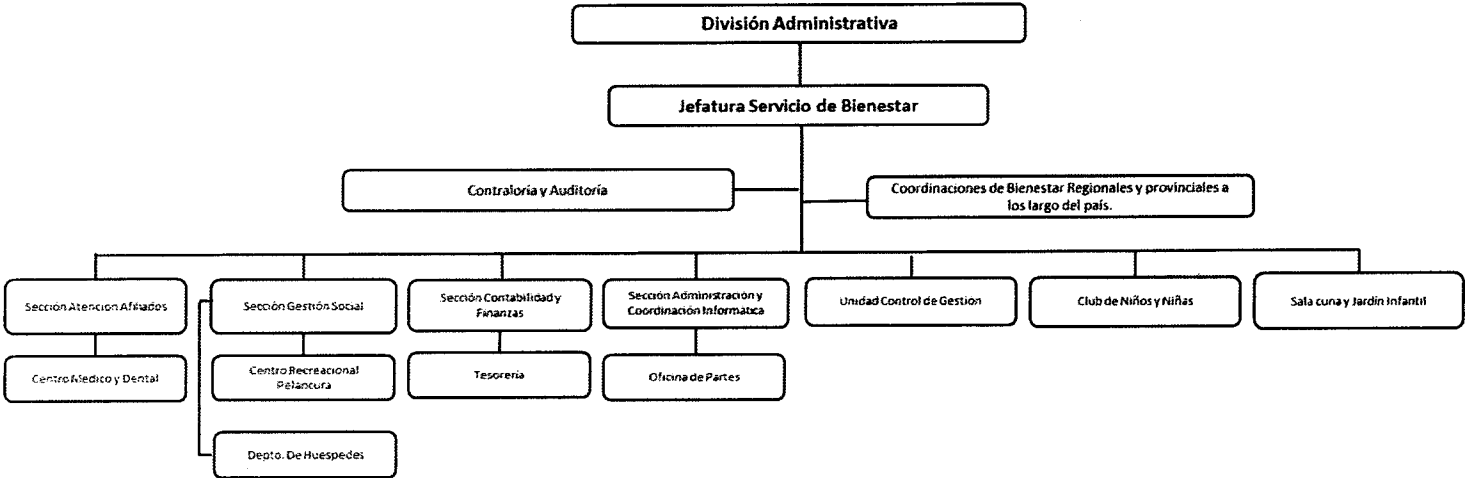 División Administrativa
Jefatura Servicio de Bienestar
Contraloría y Auditoría
Coordinaciones de Bienestar Regionales y provinciales a
los largo del país.
Sección Atención Afiliados
Sección Gestión Social
Sección Contabilidad y
Finanzas
Sección Administración y
Coordinación Informática
Unidad Control de Gestión
Club de Niños y Niñas
Sala cuna y Jardín Infantil
Centro Medico y Dental
Centro Recreacional
Pelancura
Tesorería
Oficina de Partes
Depto. De Huespedes